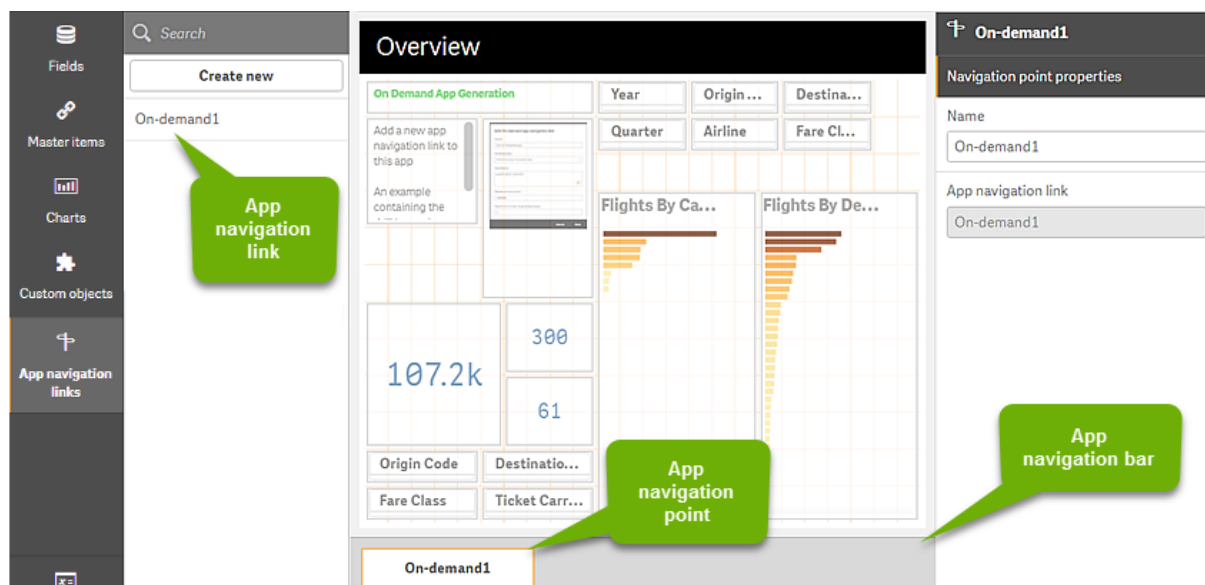 Fields
Master items
Charts
Custom objects
App navigation
links
Search
Create new
On-demand1
App
navigation
link
Overview
On Demand App Generation
Add a new app
navigation link to
this app
An example
containing the
Year
Origin ...
Destina...
Quarter
Airline
Fare Cl...
Flights By Ca...
Flights By De...
107.2k
300
61
Origin Code
Destinatio...
Fare Class
Ticket Carr...
App
navigation
point
On-demand1
App
navigation bar
On-demand1
Navigation point properties
Name
On-demand1
App navigation link
On-demand1